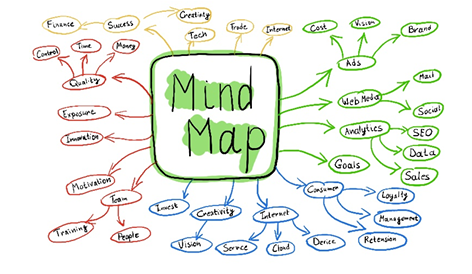 Finance
Success
Creativity
Tech
Trade
Internet
Cost
Vision
Brand
Ads
Control
Time
Money
Quality
Mind
Map
Web Media
Mail
Social
Exposure
Innovation
Analytics
SEO
Data
Sales
Goals
Motivation
Team
Training
People
Invest
Creativity
Vision
Internet
Service
Cloud
Device
Consumer
Loyalty
Management
Retension